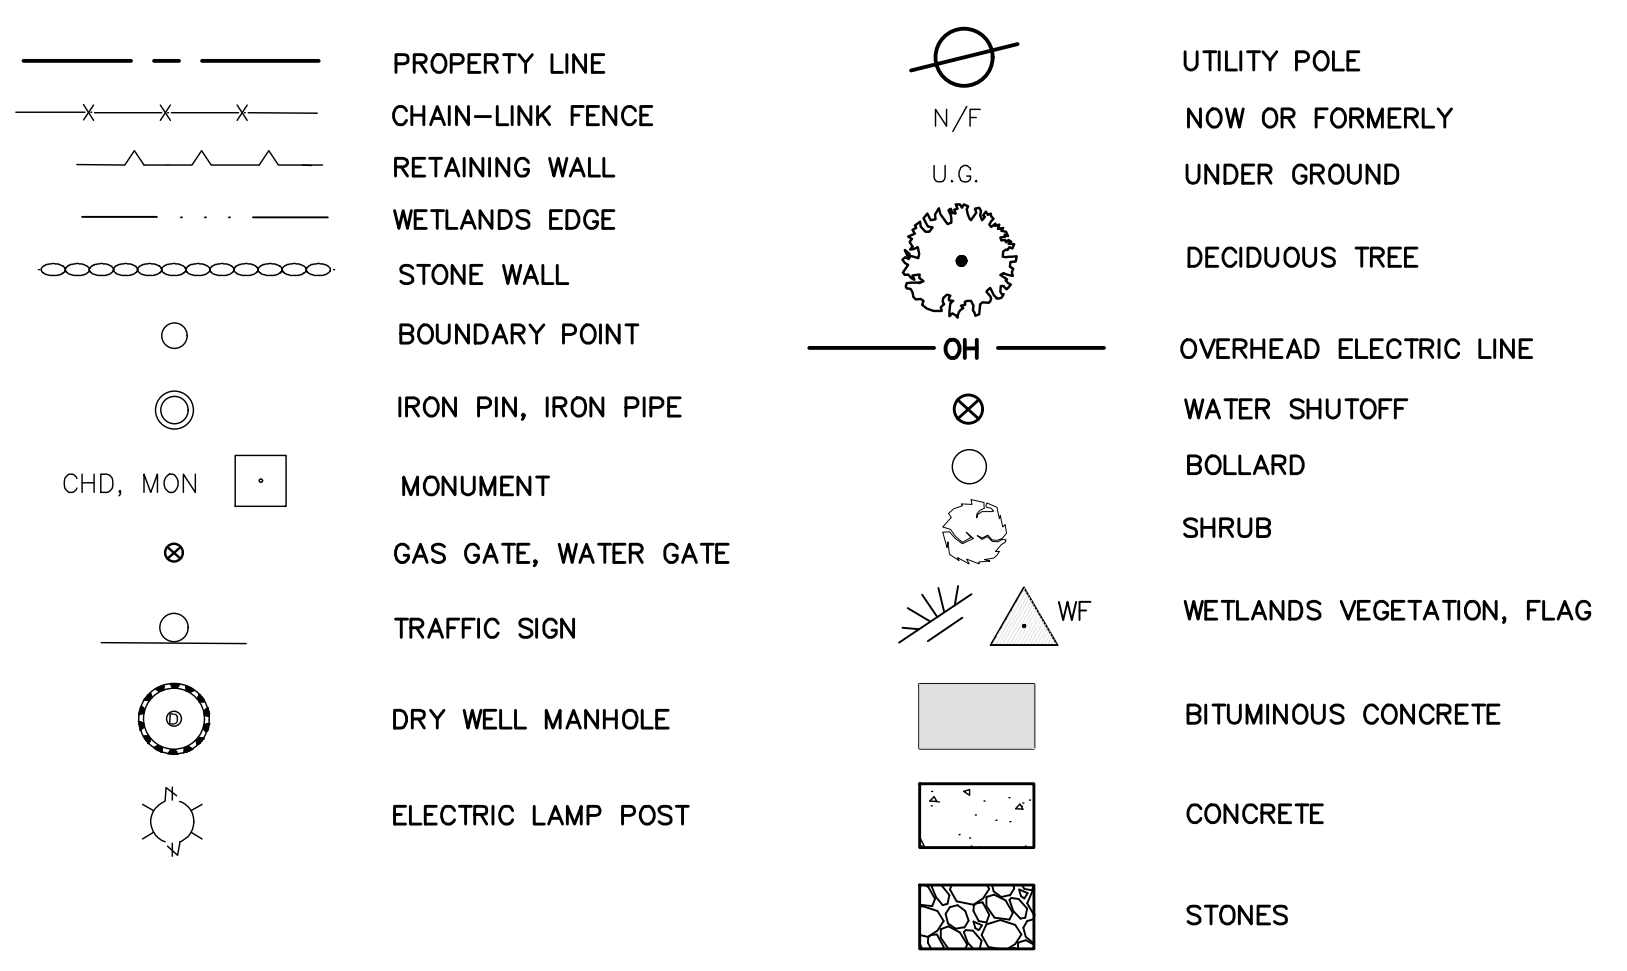 PROPERTY LINE
CHAIN-LINK FENCE
RETAINING WALL
WETLANDS EDGE
STONE WALL
BOUNDARY POINT
IRON PIN, IRON PIPE
CHD, MON MONUMENT
GAS GATE, WATER GATE
TRAFFIC SIGN
D DRY WELL MANHOLE
ELECTRIC LAMP POST
UTILITY POLE
N/F NOW OR FORMERLY
U.G. UNDER GROUND
DECIDUOUS TREE
OH OVERHEAD ELECTRIC LINE
WATER SHUTOFF
BOLLARD
SHRUB
WF WETLANDS VEGETATION, FLAG
BITUMINOUS CONCRETE
CONCRETE
STONES